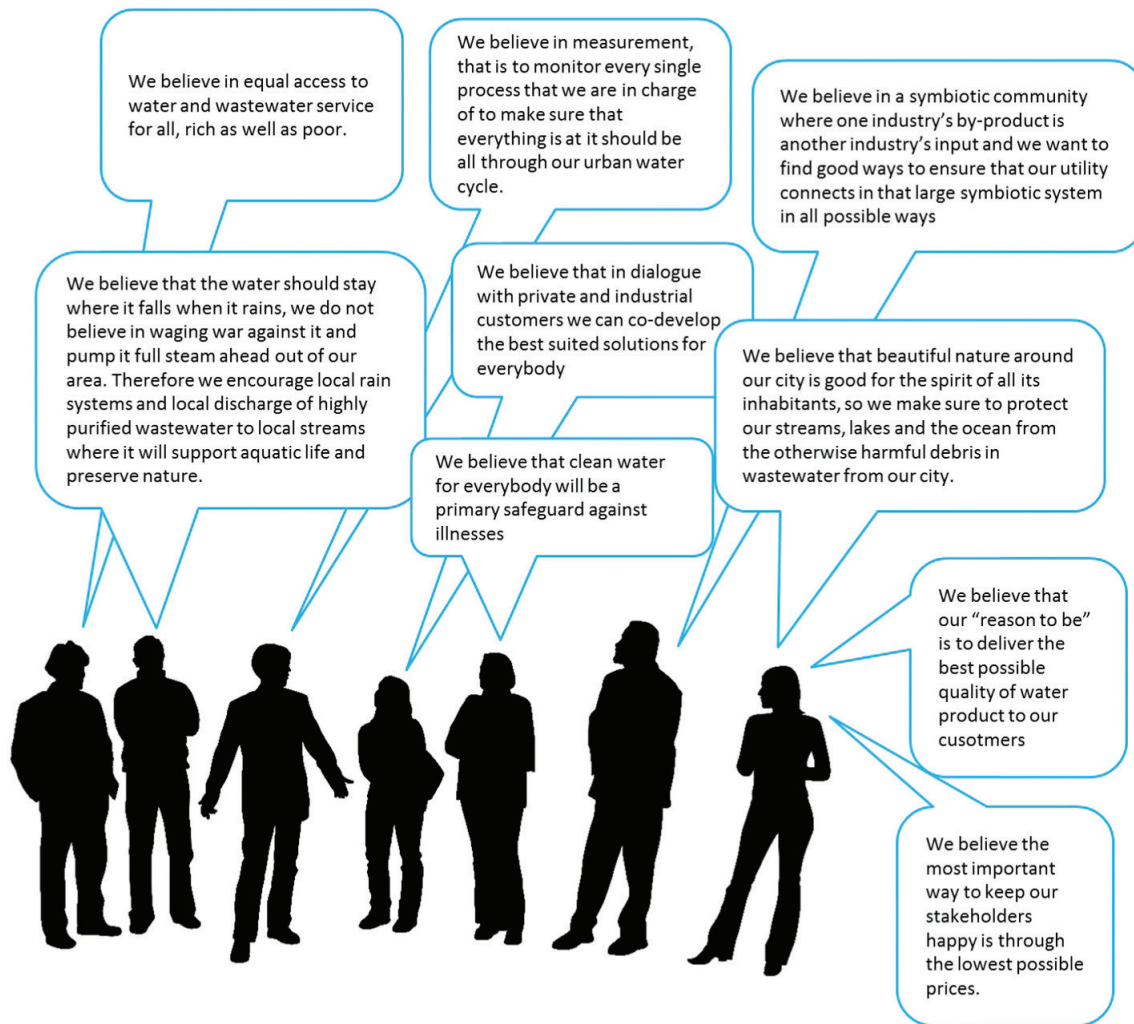 We believe in equal access to
water and wastewater service
for all, rich as well as poor.
We believe in measurement,
that is to monitor every single
process that we are in charge
of to make sure that
everything is at it should be
all through our urban water
cycle.
We believe in a symbiotic community
where one industry’s by-product is
another industry’s input and we want to
find good ways to ensure that our utility
connects in that large symbiotic system
in all possible ways
We believe that the water should stay
where it falls when it rains, we do not
believe in waging war against it and
pump it full steam ahead out of our
area. Therefore we encourage local rain
systems and local discharge of highly
purified wastewater to local streams
where it will support aquatic life and
preserve nature.
We believe that in dialogue
with private and industrial
customers we can co-develop
the best suited solutions for
everybody
We believe that beautiful nature around
our city is good for the spirit of all its
inhabitants, so we make sure to protect
our streams, lakes and the ocean from
the otherwise harmful debris in
wastewater from our city.
We believe that clean water
for everybody will be a
primary safeguard against
illnesses
We believe that
our “reason to be”
is to deliver the
best possible
quality of water
product to our
cusotmers
We believe the
most important
way to keep our
stakeholders
happy is through
the lowest possible
prices.